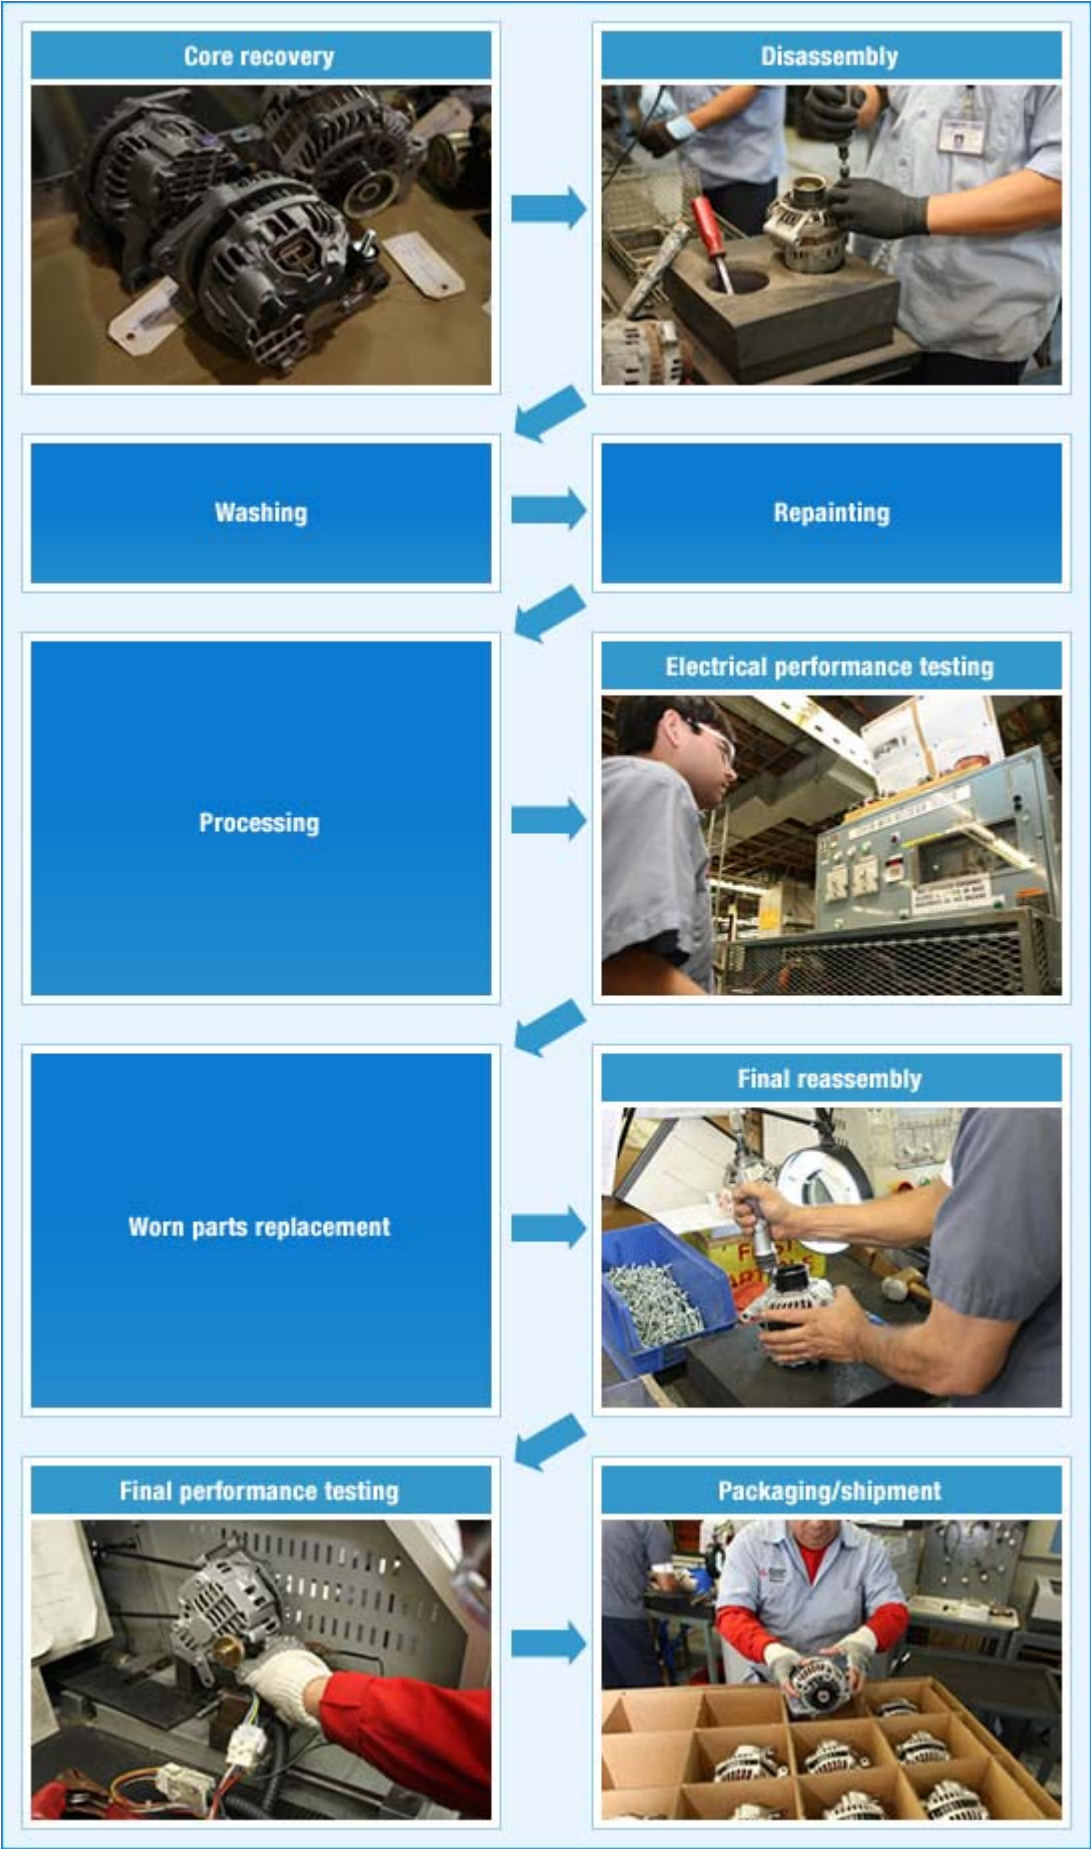 Core recovery
Disassembly
Washing
Repainting
Processing
Electrical performance testing
Worn parts replacement
Final reassembly
Final performance testing
Packaging/shipment